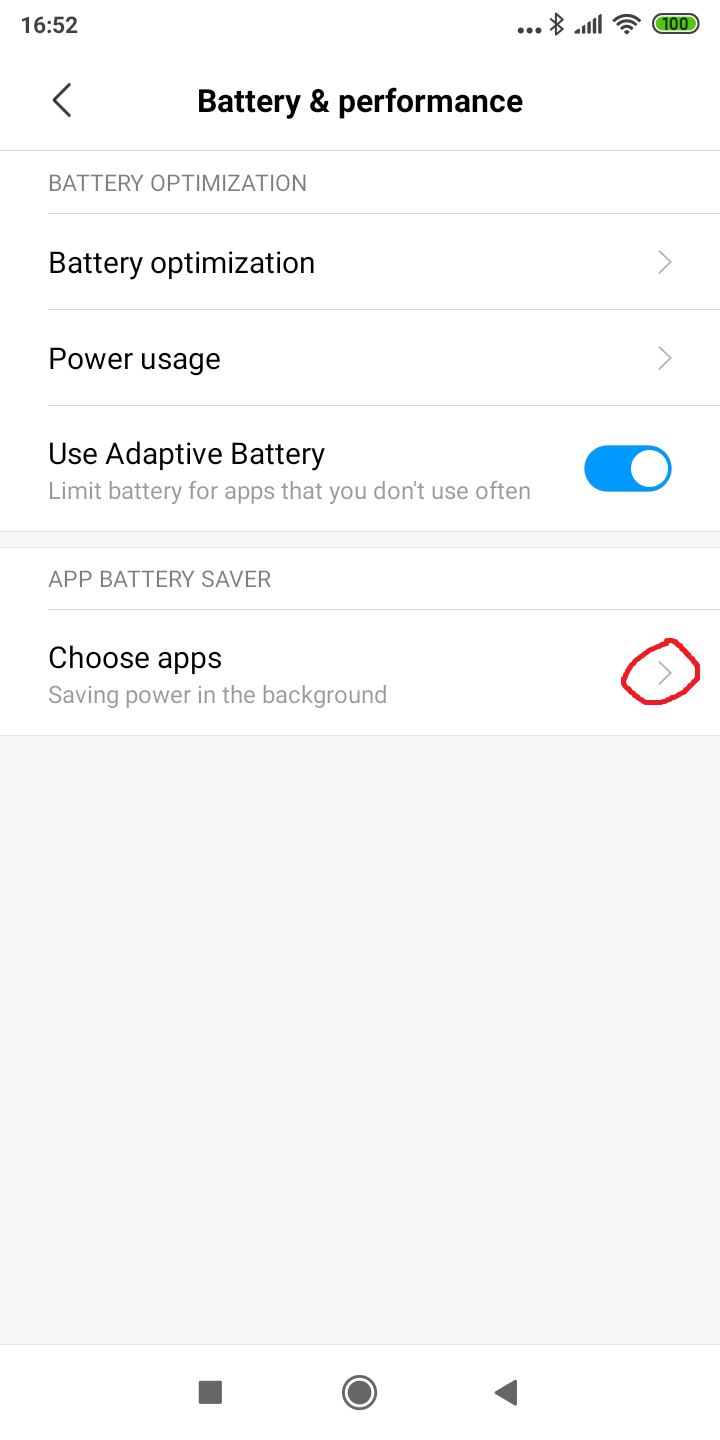 16:52
100
Battery & performance
BATTERY OPTIMIZATION
Battery optimization
Power usage
Use Adaptive Battery
Limit battery for apps that you don't use often
APP BATTERY SAVER
Choose apps
Saving power in the background